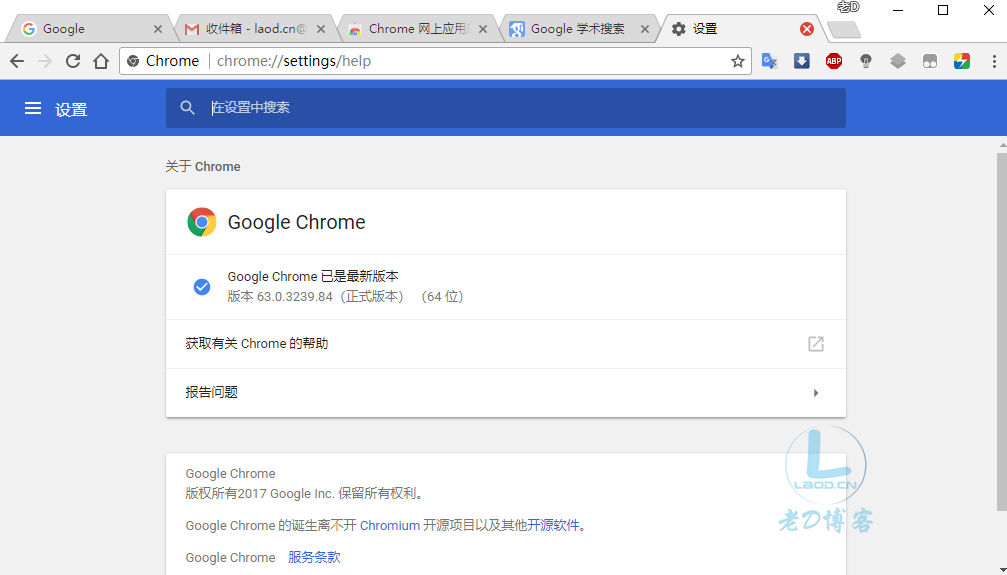 老D
Google
收件箱 - laod.cn@
Chrome 网上应用
Google 学术搜索
设置
Chrome
chrome://settings/help
ABP
设置
在设置中搜索
关于 Chrome
Google Chrome
Google Chrome 已是最新版本
版本 63.0.3239.84（正式版本） （64 位）
获取有关 Chrome 的帮助
报告问题
Google Chrome
版权所有2017 Google Inc. 保留所有权利。
Google Chrome 的诞生离不开 Chromium 开源项目以及其他开源软件。
Google Chrome 服务条款
L
LAOD.CN
老D博客